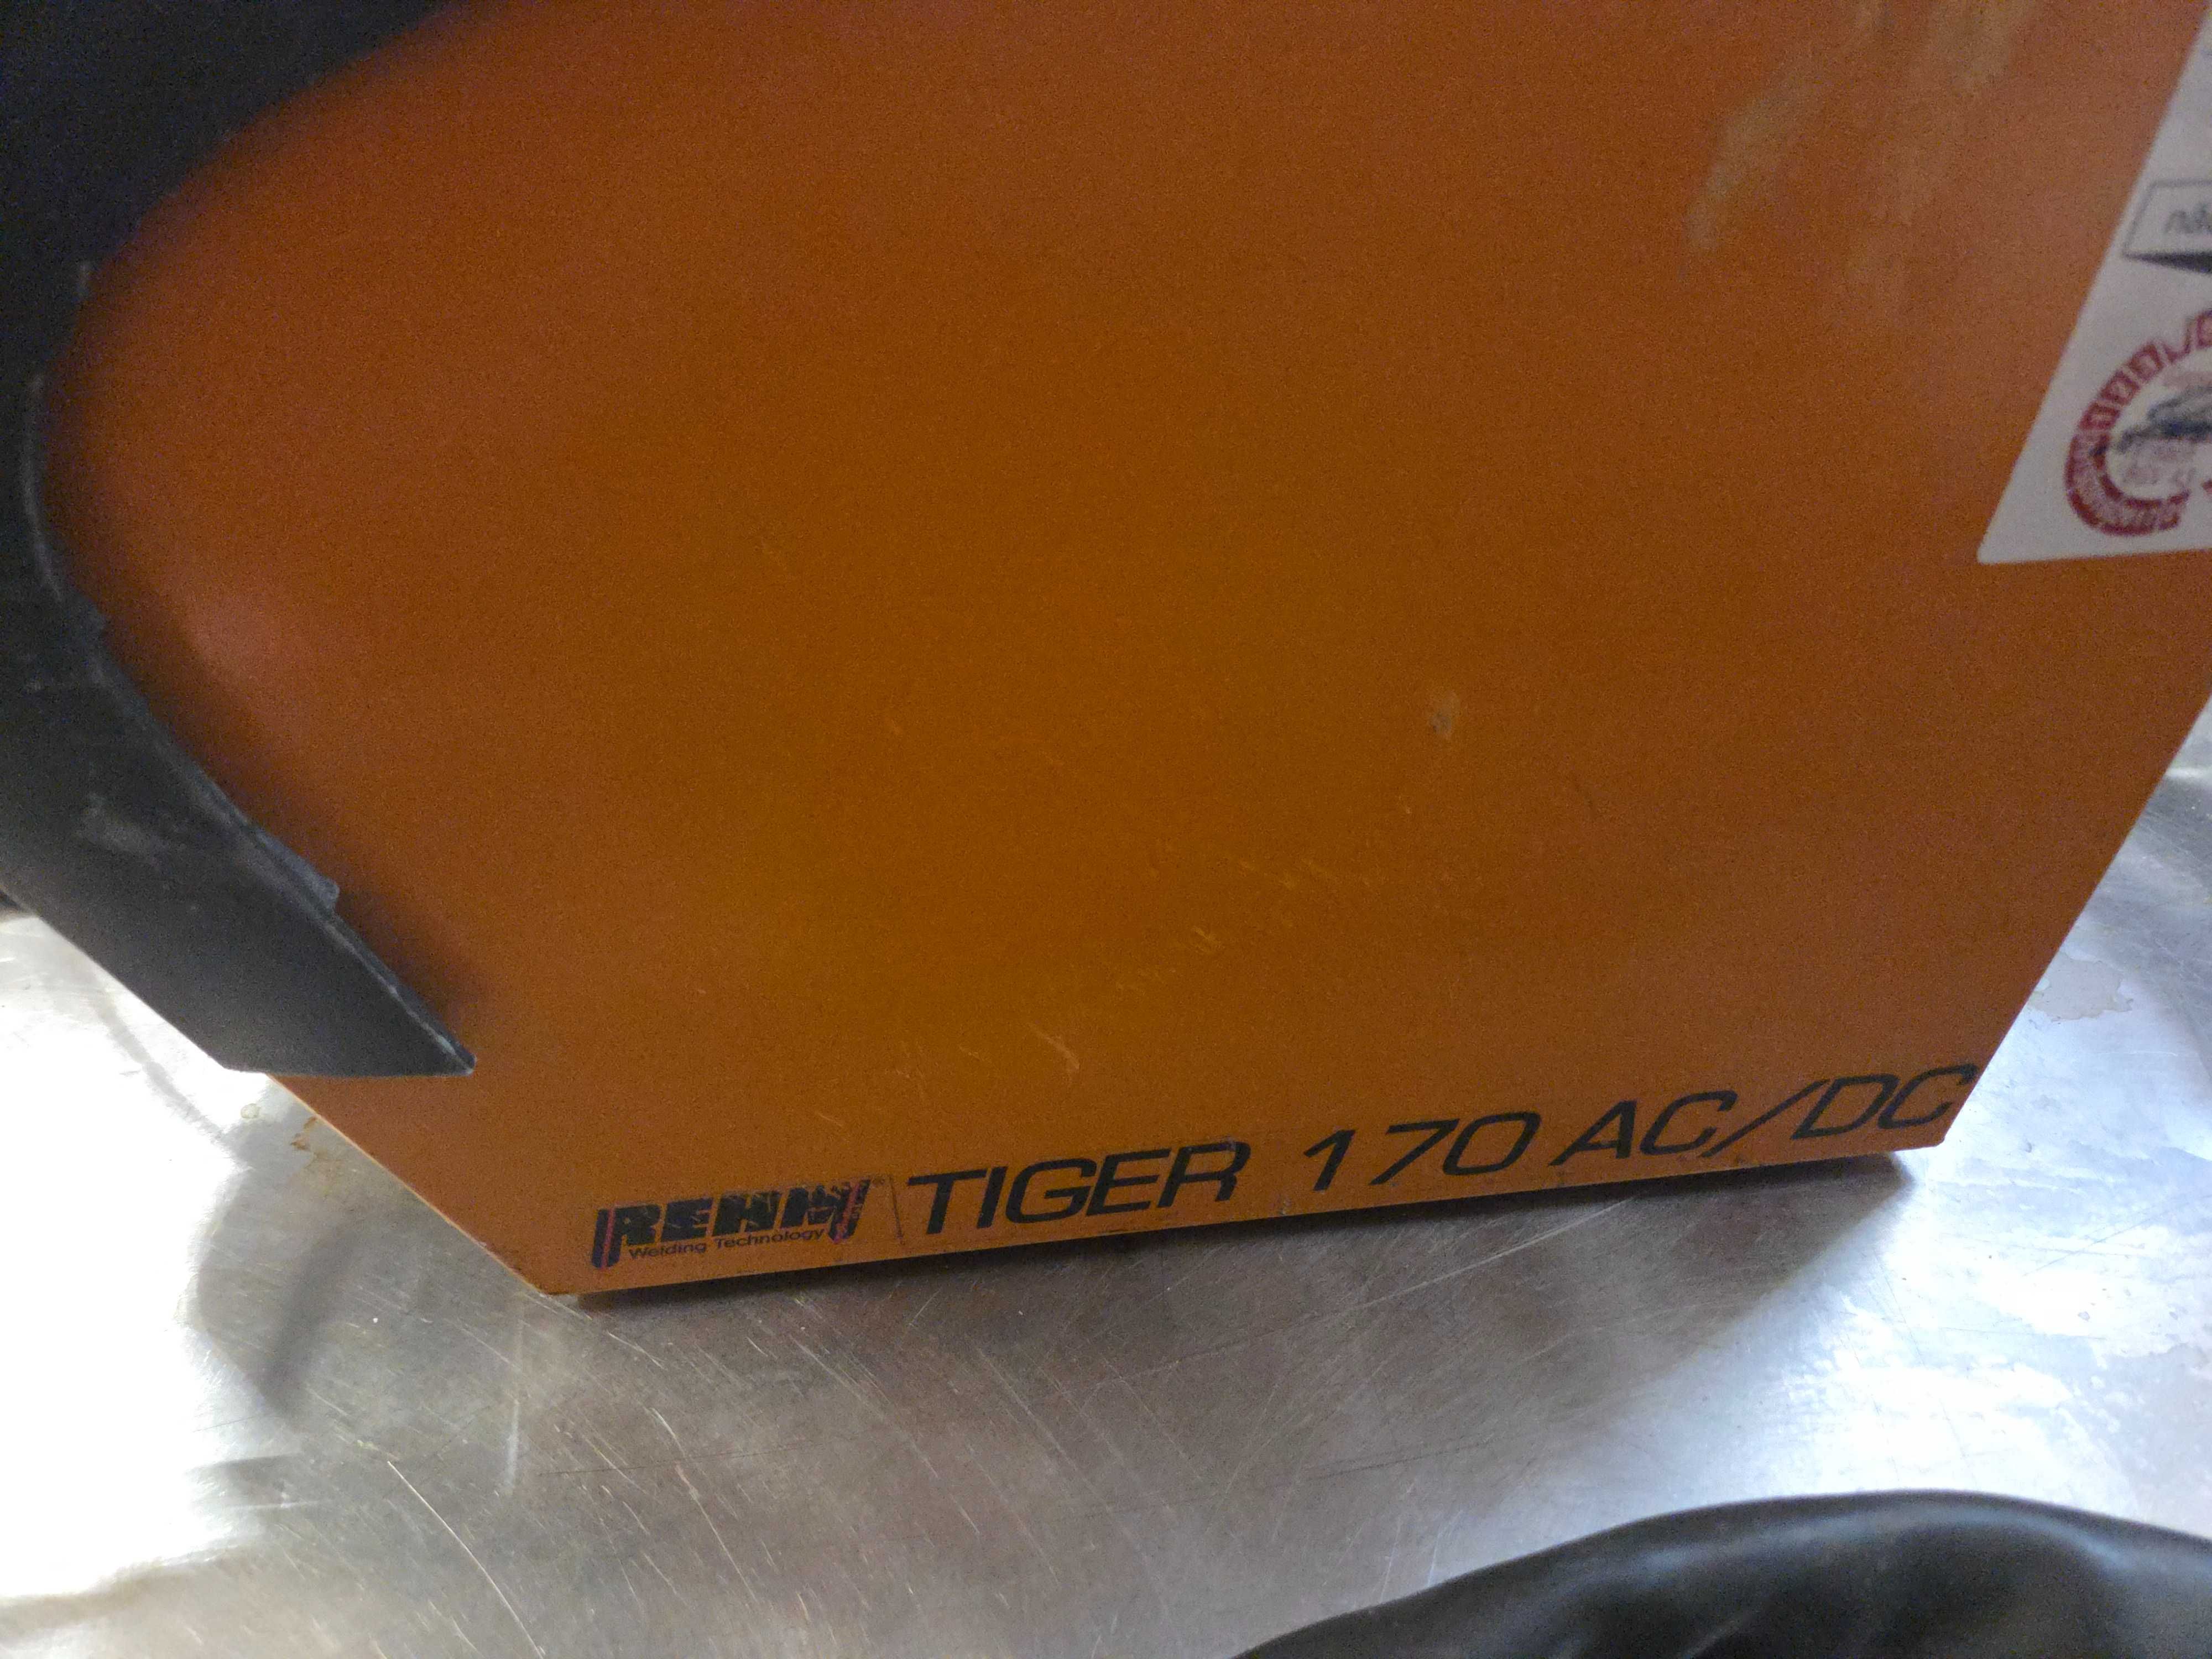 REHM®
Welding Technology
TIGER 170 AC/DC